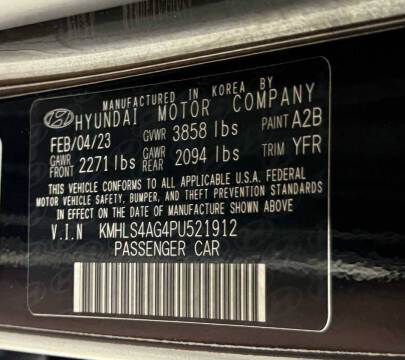 MANUFACTURED IN KOREA BY
HYUNDAI MOTOR COMPANY
FEB/04/23 GVWR 3858 lbs PAINT A2B
GAWR FRONT 2271 lbs GAWR REAR 2094 lbs TRIM YFR
THIS VEHICLE CONFORMS TO ALL APPLICABLE U.S.A. FEDERAL
MOTOR VEHICLE SAFETY, BUMPER, AND THEFT PREVENTION STANDARDS
IN EFFECT ON THE DATE OF MANUFACTURE SHOWN ABOVE.
V.I.N KMHLS4AG4PU521912
PASSENGER CAR